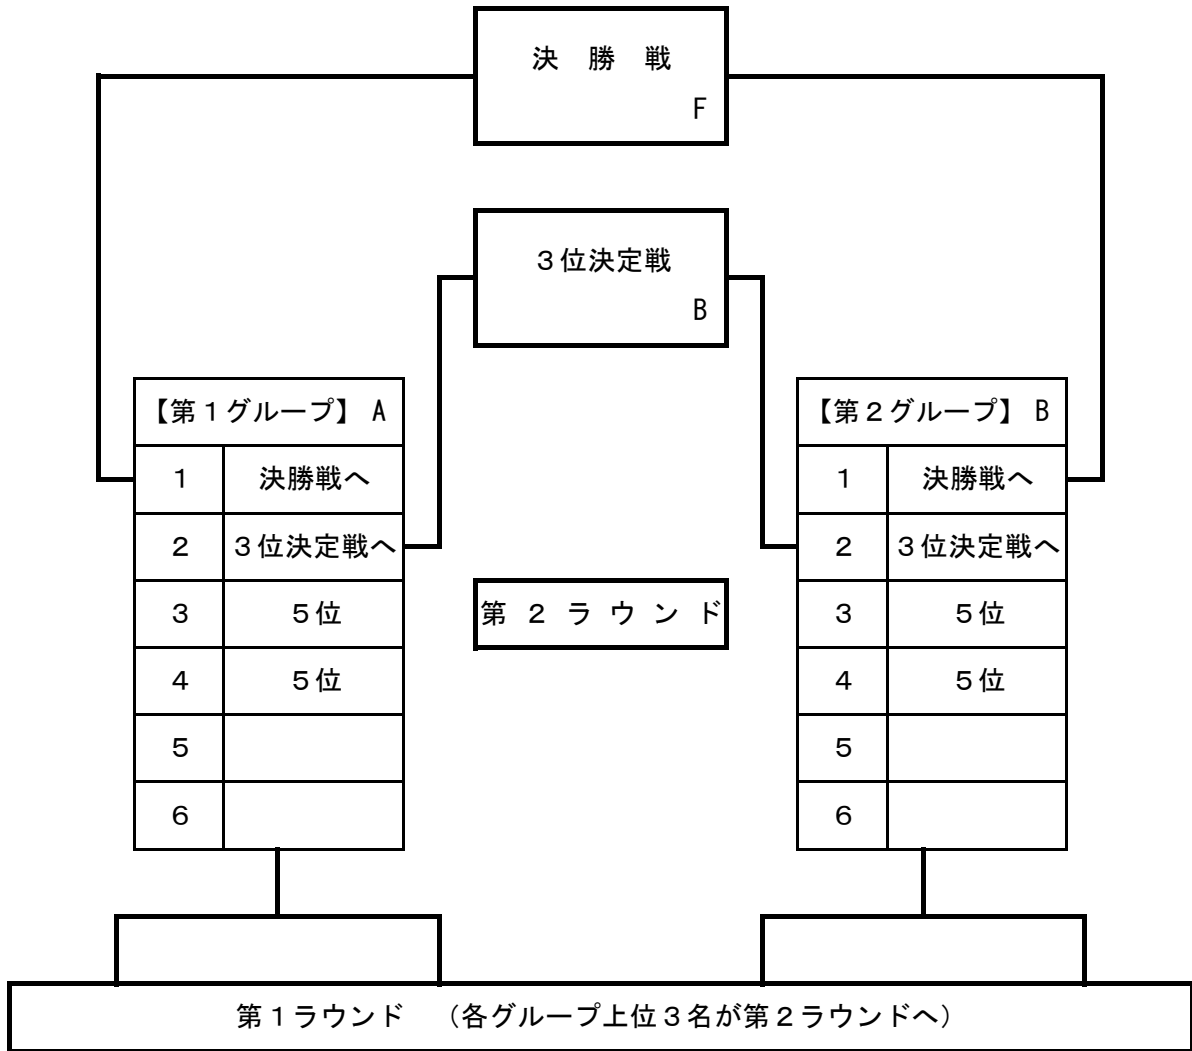 決　勝　戦
F
３位決定戦
B
【第１グループ】 A
１ 決勝戦へ
２ ３位決定戦へ
３ ５位
４ ５位
５
６
【第２グループ】 B
１ 決勝戦へ
２ ３位決定戦へ
３ ５位
４ ５位
５
６
第　２　ラ　ウ　ン　ド
第１ラウンド　（各グループ上位３名が第２ラウンドへ）